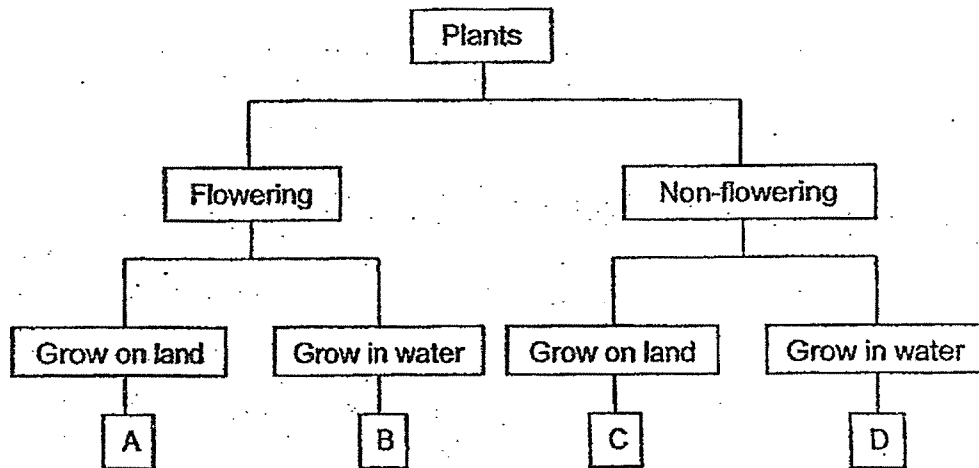 Plants
Flowering
Non-flowering
Grow on land
Grow in water
Grow on land
Grow in water
A
B
C
D